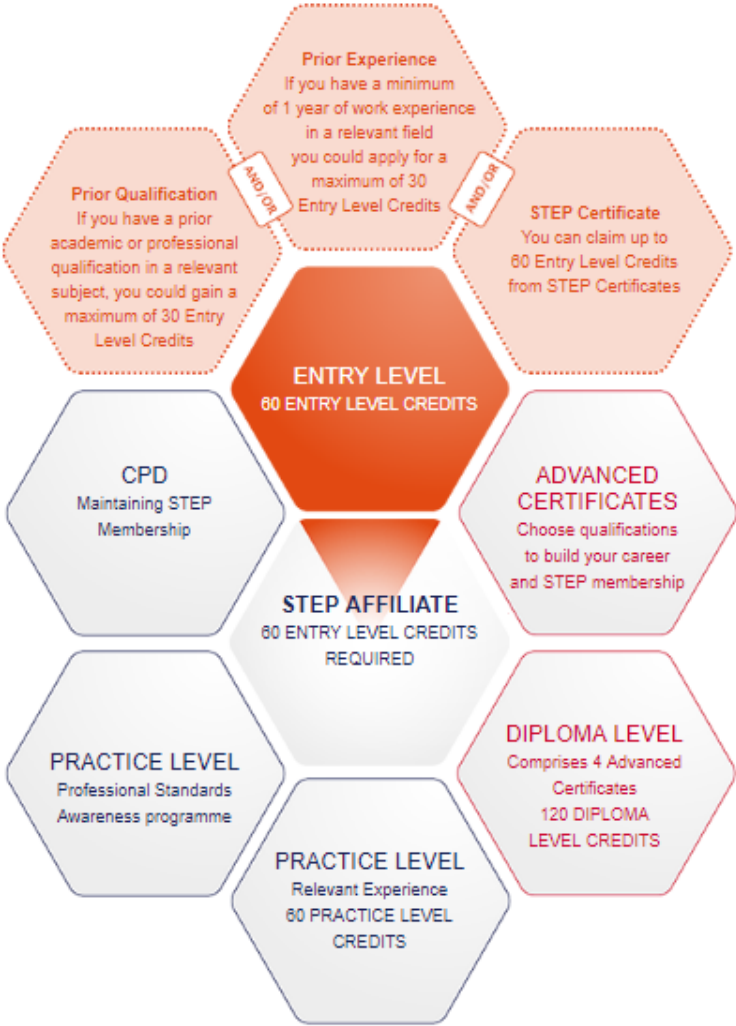 Prior Experience
If you have a minimum
of 1 year of work experience
in a relevant field
you could apply for a
maximum of 30
Entry Level Credits
AND/OR
AND/OR
Prior Qualification
If you have a prior
academic or professional
qualification in a relevant
subject, you could gain a
maximum of 30 Entry
Level Credits
STEP Certificate
You can claim up to
60 Entry Level Credits
from STEP Certificates
ENTRY LEVEL
60 ENTRY LEVEL CREDITS
CPD
Maintaining STEP
Membership
ADVANCED
CERTIFICATES
Choose qualifications
to build your career
and STEP membership
STEP AFFILIATE
60 ENTRY LEVEL CREDITS
REQUIRED
PRACTICE LEVEL
Professional Standards
Awareness programme
DIPLOMA LEVEL
Comprises 4 Advanced
Certificates
120 DIPLOMA
LEVEL CREDITS
PRACTICE LEVEL
Relevant Experience
60 PRACTICE LEVEL
CREDITS